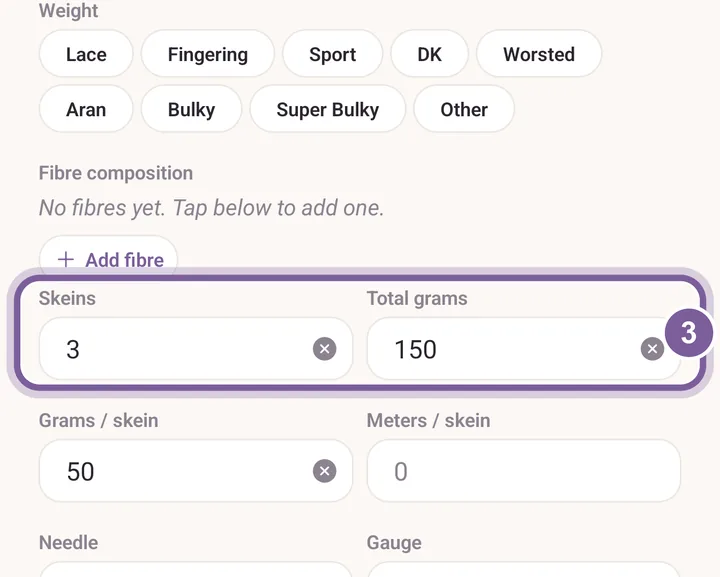 Weight
Lace Fingering Sport DK Worsted
Aran Bulky Super Bulky Other
Fibre composition
No fibres yet. Tap below to add one.
+ Add fibre
Skeins Total grams
3 150 3
Grams / skein Meters / skein
50 0
Needle Gauge